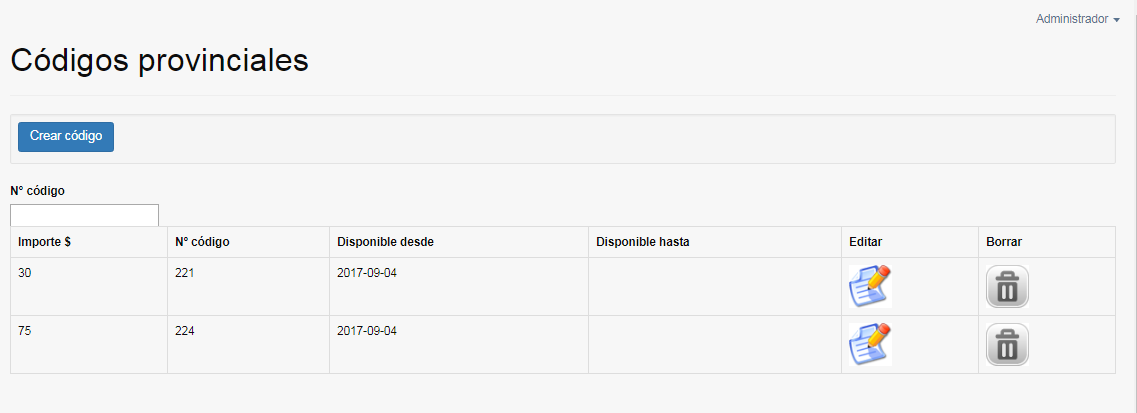 Administrador
Códigos provinciales
Crear código
N° código
Importe $ N° código Disponible desde Disponible hasta Editar Borrar
30 221 2017-09-04
75 224 2017-09-04